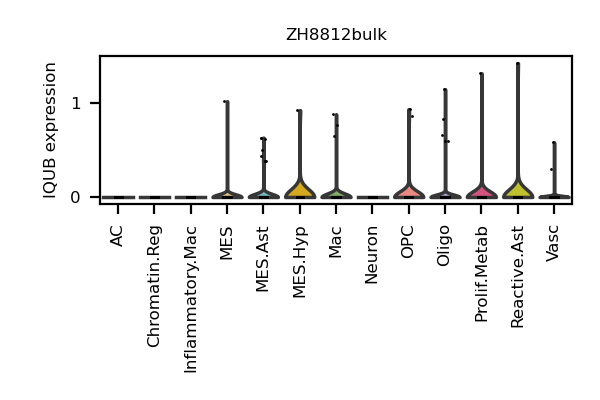 ZH8812bulk
IQUB expression
1
0
AC
Chromatin.Reg
Inflammatory.Mac
MES
MES.Ast
MES.Hyp
Mac
Neuron
OPC
Oligo
Prolif.Metab
Reactive.Ast
Vasc